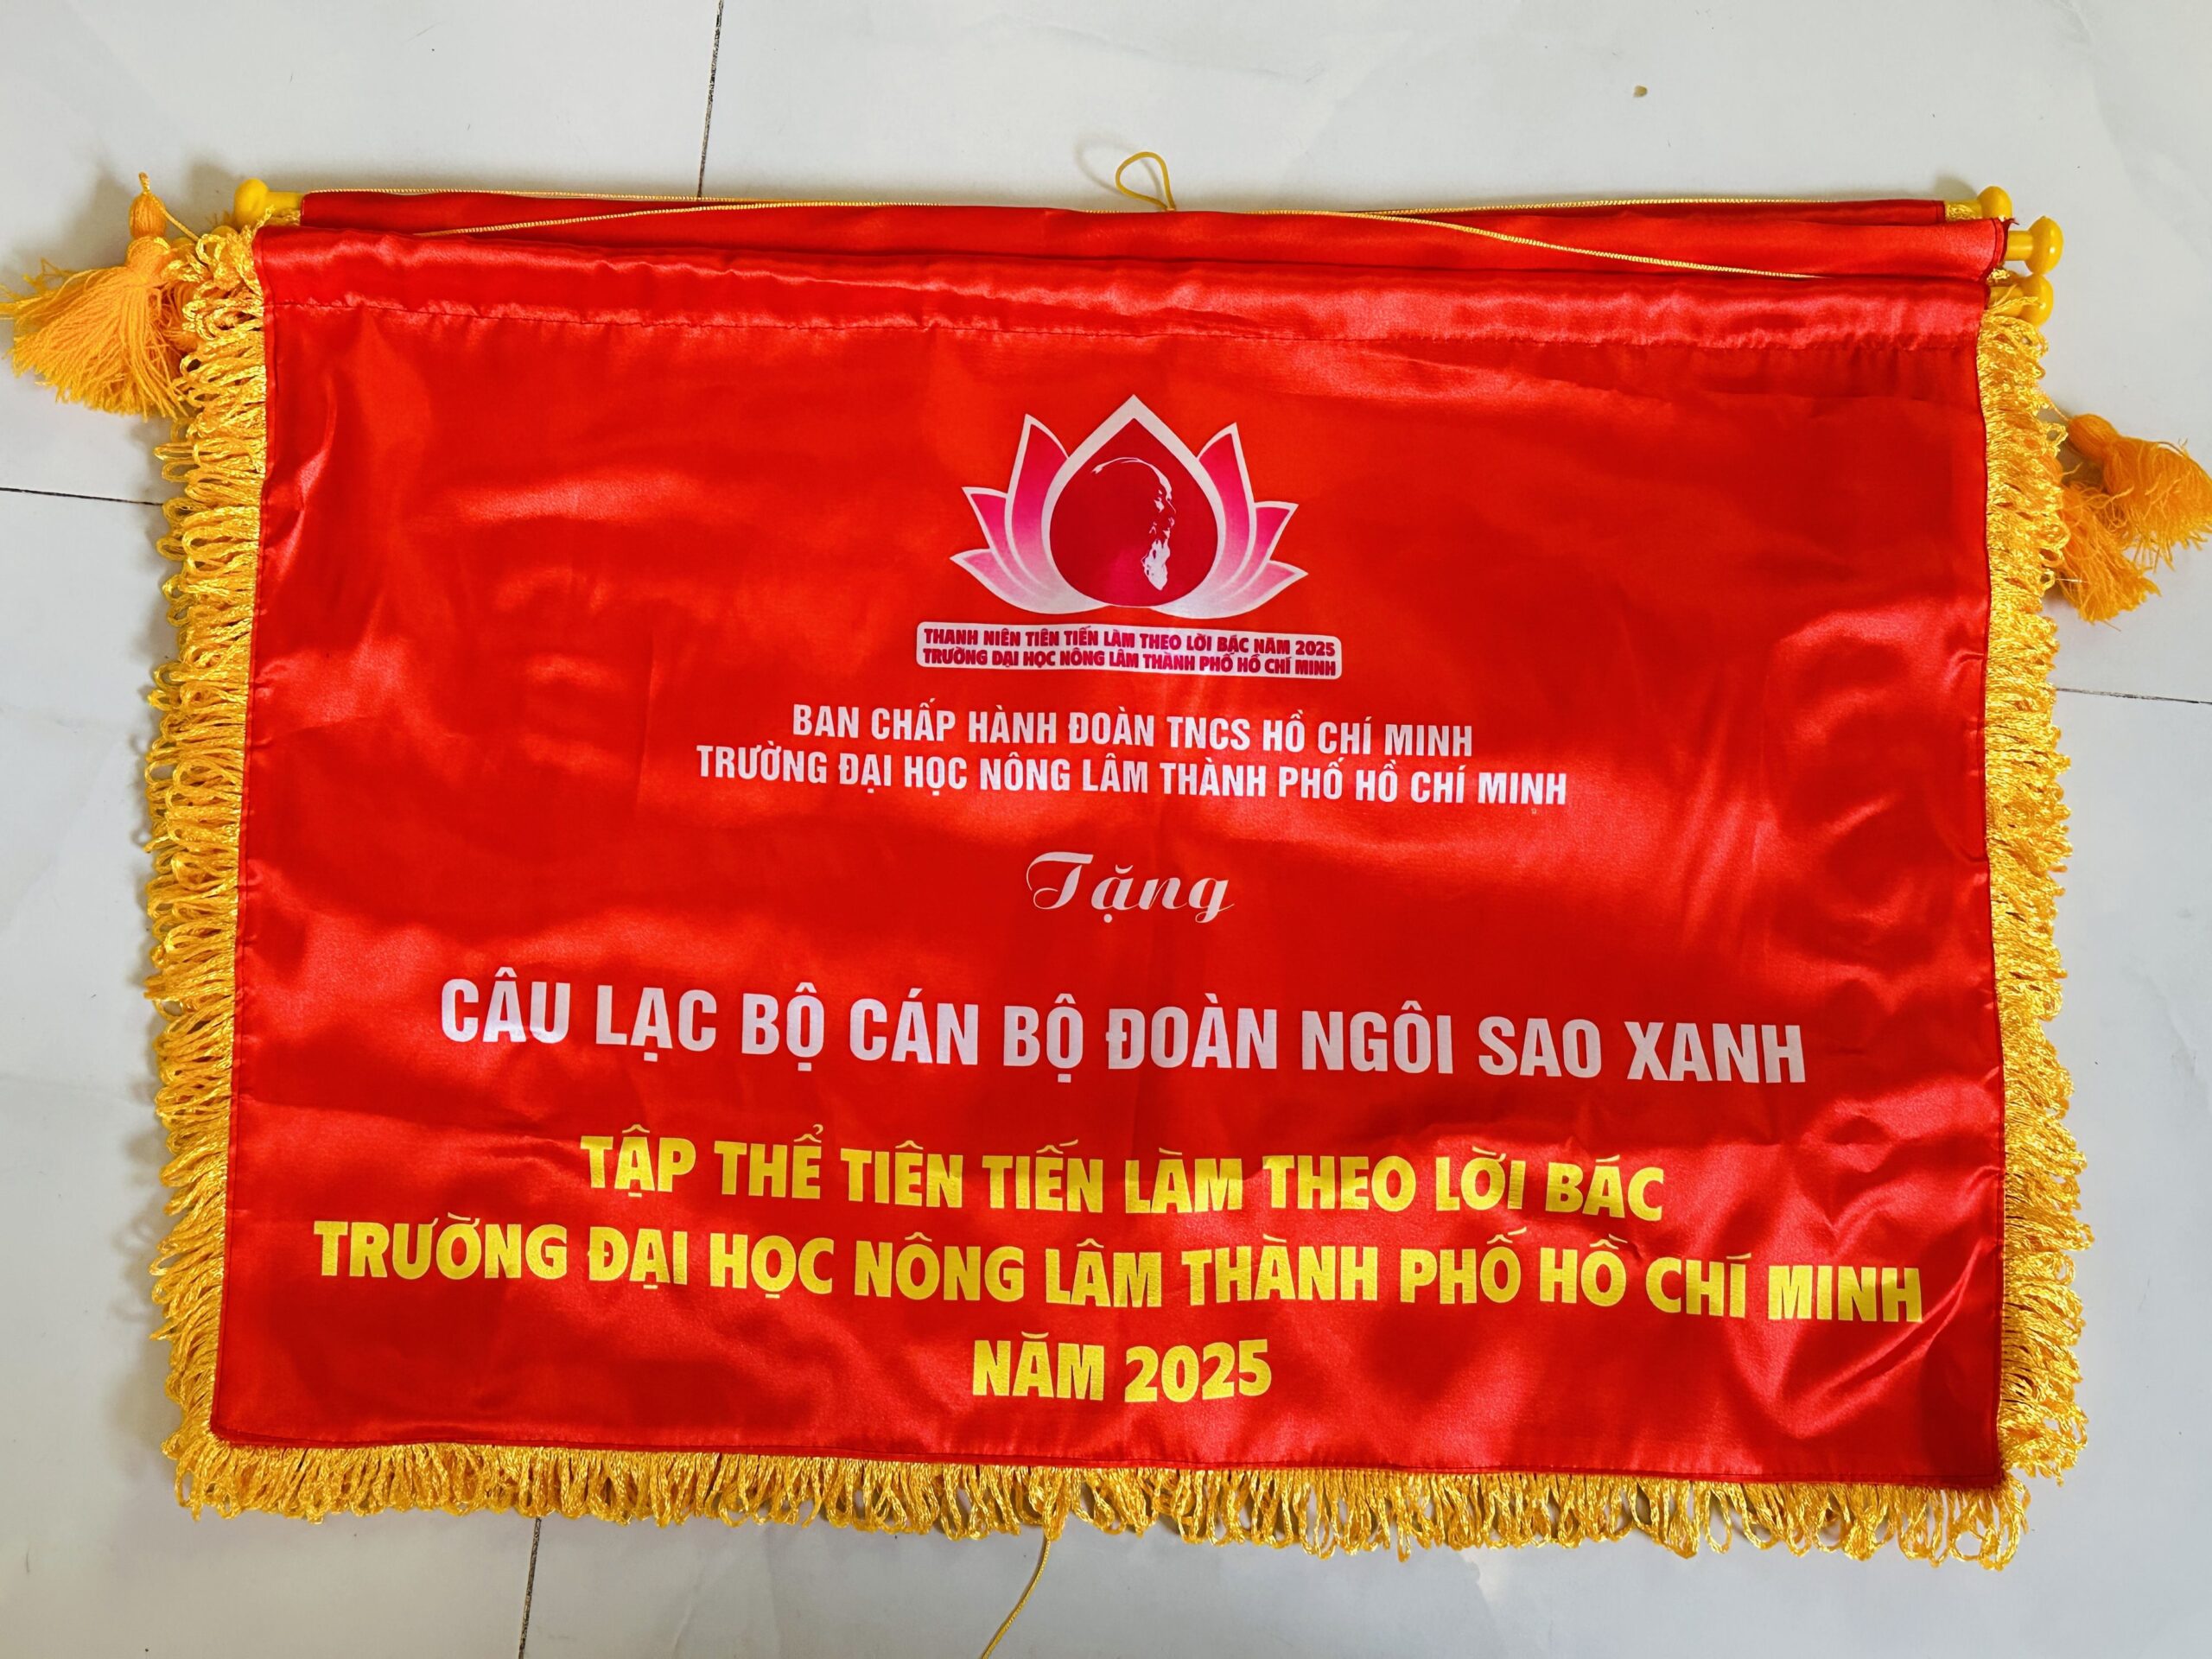 THANH NIÊN TIÊN TIẾN LÀM THEO LỜI BÁC NĂM 2025
TRƯỜNG ĐẠI HỌC NÔNG LÂM THÀNH PHỐ HỒ CHÍ MINH
BAN CHẤP HÀNH ĐOÀN TNCS HỒ CHÍ MINH
TRƯỜNG ĐẠI HỌC NÔNG LÂM THÀNH PHỐ HỒ CHÍ MINH
Tặng
CÂU LẠC BỘ CÁN BỘ ĐOÀN NGÔI SAO XANH
TẬP THỂ TIÊN TIẾN LÀM THEO LỜI BÁC
TRƯỜNG ĐẠI HỌC NÔNG LÂM THÀNH PHỐ HỒ CHÍ MINH
NĂM 2025